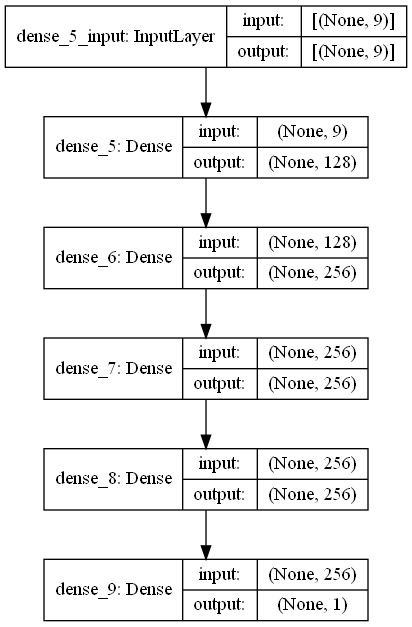 dense_5_input: InputLayer
input: [(None, 9)]
output: [(None, 9)]
dense_5: Dense
input: (None, 9)
output: (None, 128)
dense_6: Dense
input: (None, 128)
output: (None, 256)
dense_7: Dense
input: (None, 256)
output: (None, 256)
dense_8: Dense
input: (None, 256)
output: (None, 256)
dense_9: Dense
input: (None, 256)
output: (None, 1)